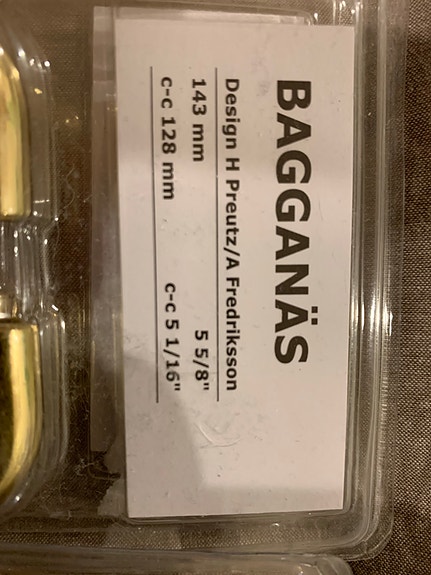 BAGGANÄS
Design H Preutz/A Fredriksson
143 mm 5 5/8"
c-c 128 mm c-c 5 1/16"